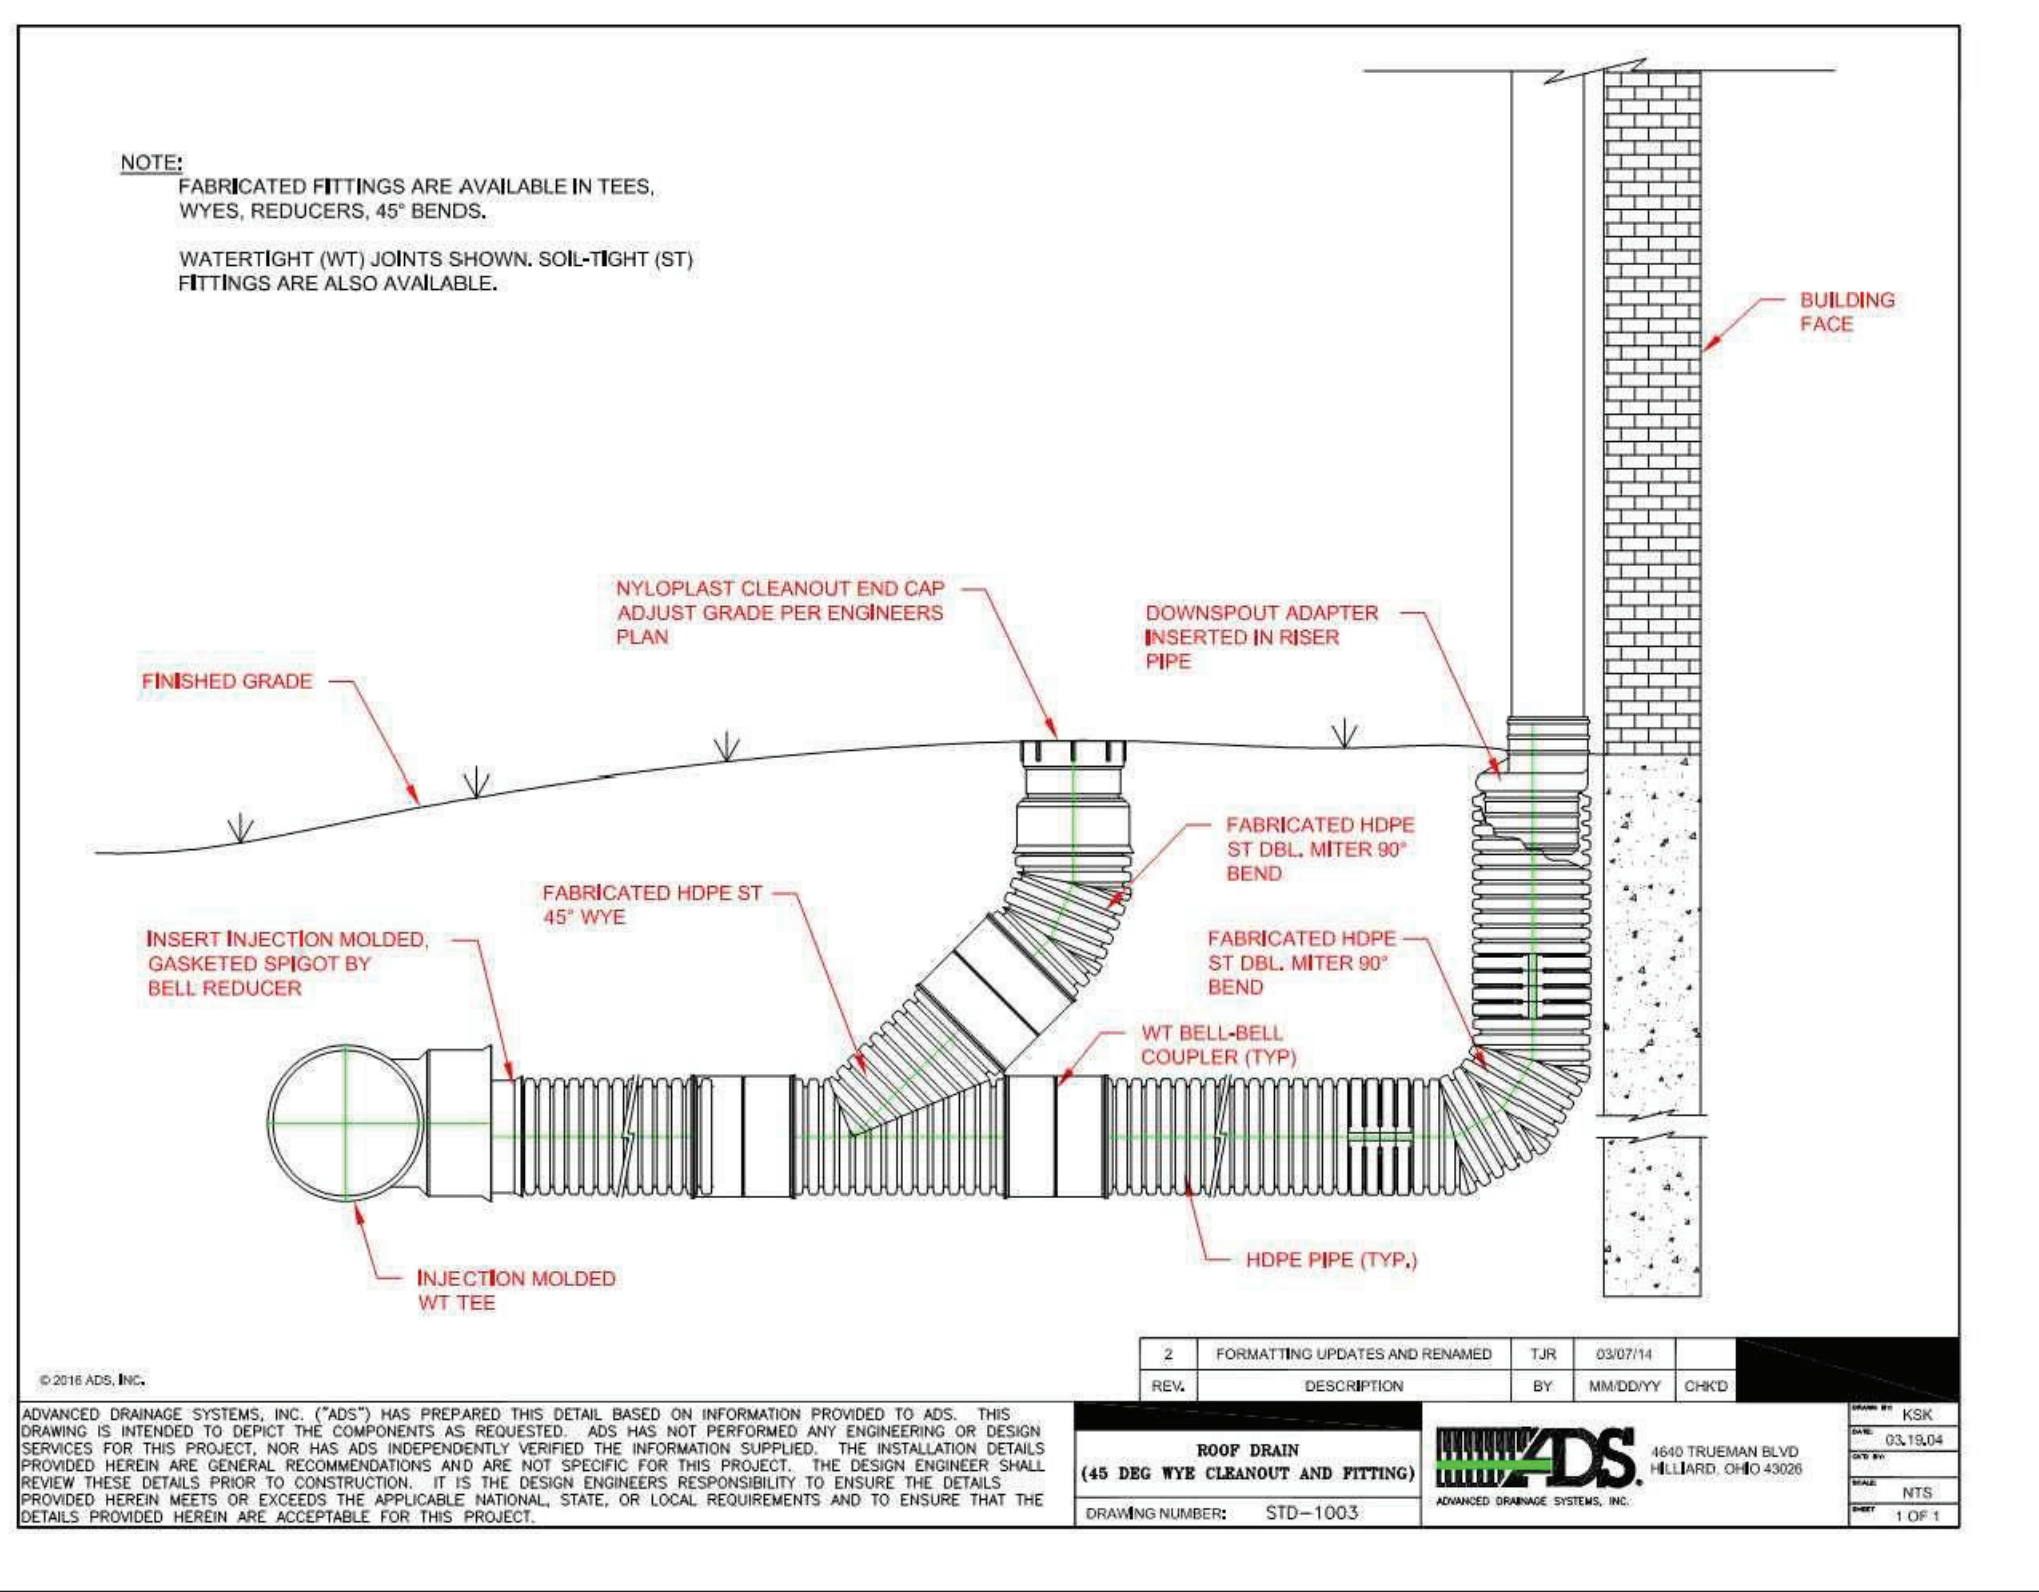 NOTE:
FABRICATED FITTINGS ARE AVAILABLE IN TEES,
WYES, REDUCERS, 45° BENDS.
WATERTIGHT (WT) JOINTS SHOWN. SOIL-TIGHT (ST)
FITTINGS ARE ALSO AVAILABLE.
BUILDING
FACE
NYLOPLAST CLEANOUT END CAP
ADJUST GRADE PER ENGINEERS
PLAN
DOWNSPOUT ADAPTER
INSERTED IN RISER
PIPE
FINISHED GRADE
FABRICATED HDPE
ST DBL. MITER 90°
BEND
FABRICATED HDPE ST
45° WYE
INSERT INJECTION MOLDED,
GASKETED SPIGOT BY
BELL REDUCER
FABRICATED HDPE
ST DBL. MITER 90°
BEND
WT BELL-BELL
COUPLER (TYP)
HDPE PIPE (TYP.)
INJECTION MOLDED
WT TEE
2 FORMATTING UPDATES AND RENAMED TJR 03/07/14
REV. DESCRIPTION BY MM/DD/YY CHK'D
© 2016 ADS, INC.
ADVANCED DRAINAGE SYSTEMS, INC. ("ADS") HAS PREPARED THIS DETAIL BASED ON INFORMATION PROVIDED TO ADS. THIS
DRAWING IS INTENDED TO DEPICT THE COMPONENTS AS REQUESTED. ADS HAS NOT PERFORMED ANY ENGINEERING OR DESIGN
SERVICES FOR THIS PROJECT, NOR HAS ADS INDEPENDENTLY VERIFIED THE INFORMATION SUPPLIED. THE INSTALLATION DETAILS
PROVIDED HEREIN ARE GENERAL RECOMMENDATIONS AND ARE NOT SPECIFIC FOR THIS PROJECT. THE DESIGN ENGINEER SHALL
REVIEW THESE DETAILS PRIOR TO CONSTRUCTION. IT IS THE DESIGN ENGINEERS RESPONSIBILITY TO ENSURE THE DETAILS
PROVIDED HEREIN MEETS OR EXCEEDS THE APPLICABLE NATIONAL, STATE, OR LOCAL REQUIREMENTS AND TO ENSURE THAT THE
DETAILS PROVIDED HEREIN ARE ACCEPTABLE FOR THIS PROJECT.
ROOF DRAIN
(45 DEG WYE CLEANOUT AND FITTING)
DRAWING NUMBER: STD-1003
ADS
ADVANCED DRAINAGE SYSTEMS, INC.
4640 TRUEMAN BLVD
HILLIARD, OHIO 43026
DRAWN BY: KSK
DATE: 03.19.04
CK'D BY:
SCALE: NTS
SHEET 1 OF 1